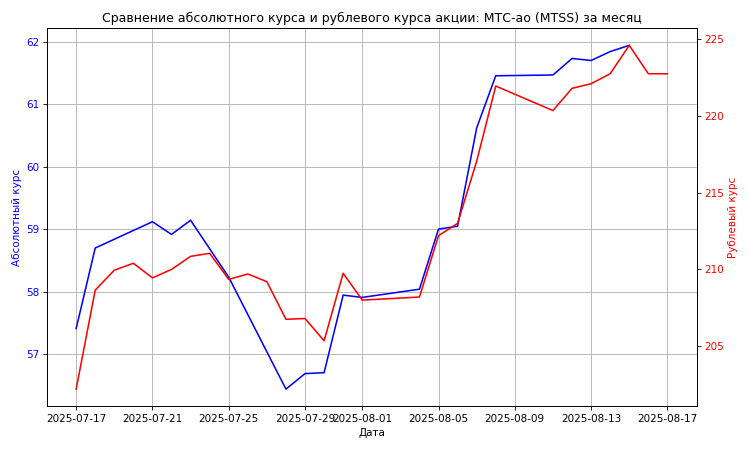 Сравнение абсолютного курса и рублевого курса акции: МТС-ао (MTSS) за месяц
62
61
60
59
58
57
Абсолютный курс
225
220
215
210
205
Рублевый курс
2025-07-17 2025-07-21 2025-07-25 2025-07-29 2025-08-01 2025-08-05 2025-08-09 2025-08-13 2025-08-17
Дата